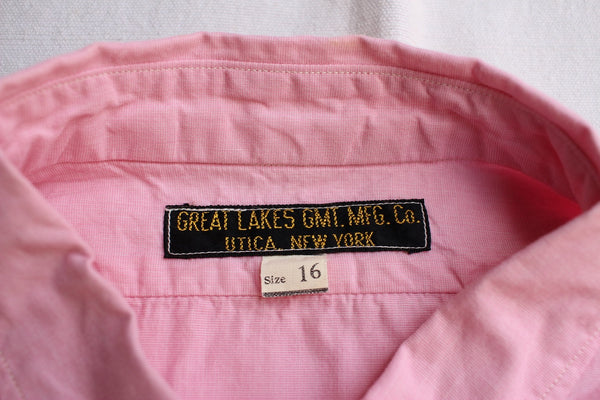 GREAT LAKES GMT. MFG. Co.
UTICA, NEW YORK
Size 16